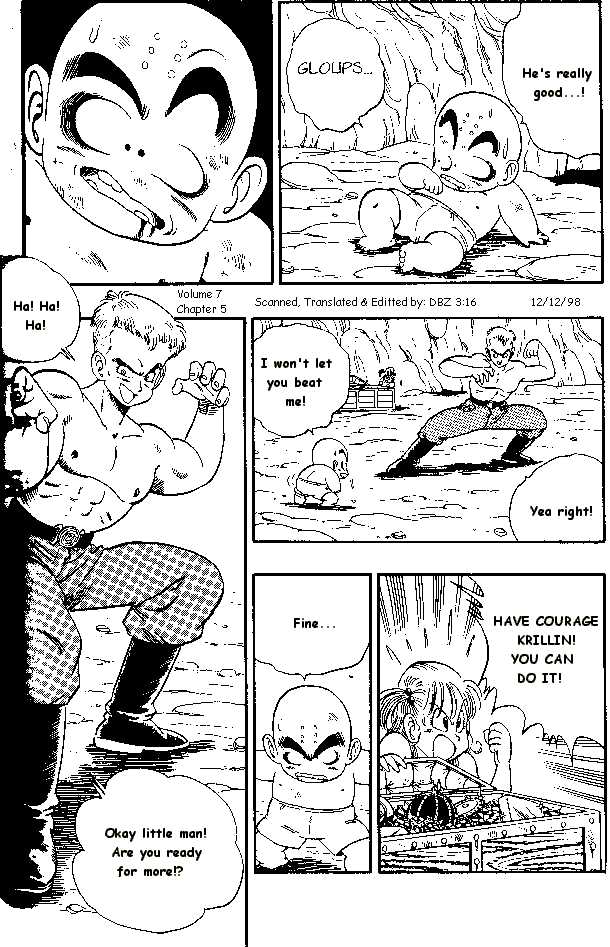 GLOUPS...
He's really
good...!
Volume 7
Chapter 5
Scanned, Translated & Editted by: DBZ 3:16
12/12/98
Ha! Ha!
Ha!
I won't let
you beat
me!
Yea right!
Okay little man!
Are you ready
for more!?
Fine...
HAVE COURAGE
KRILLIN!
YOU CAN
DO IT!